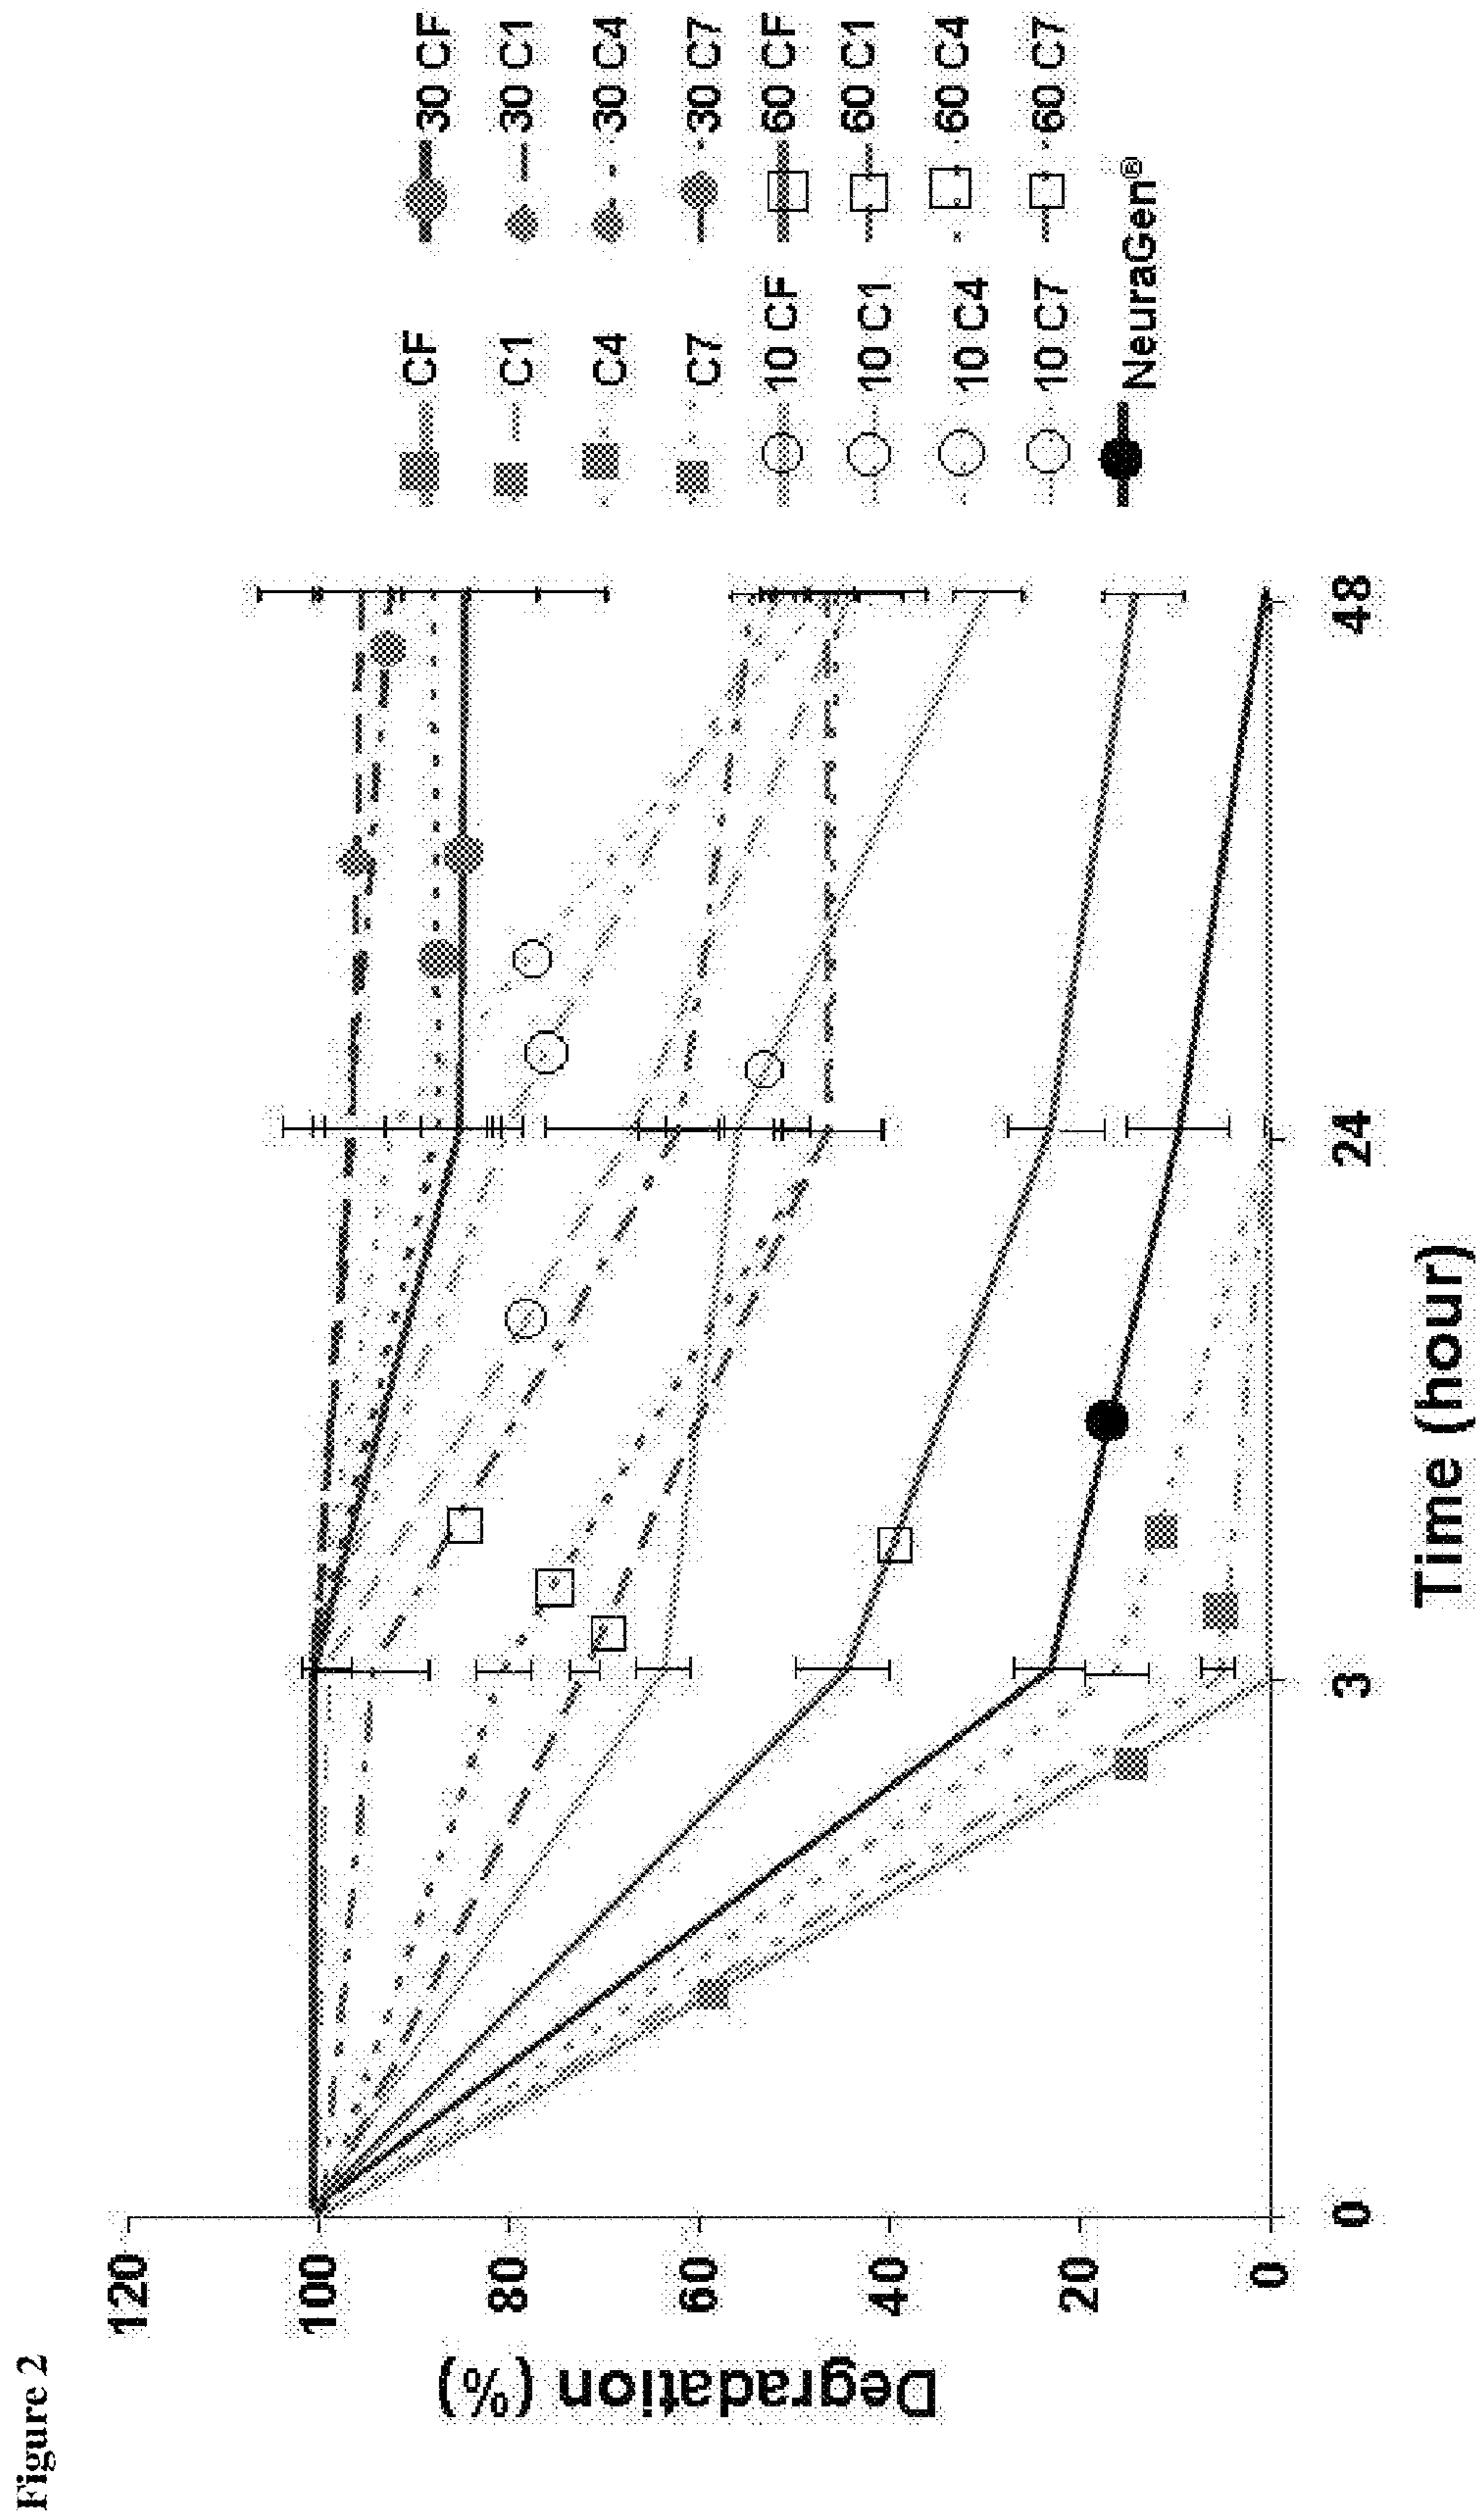 Figure 2
Degradation (%)
120
100
80
60
40
20
0
0
3
24
48
Time (hour)
CF
30 CF
C1
30 C1
C4
30 C4
C7
30 C7
10 CF
60 CF
10 C1
60 C1
10 C4
60 C4
10 C7
60 C7
NeuraGen®